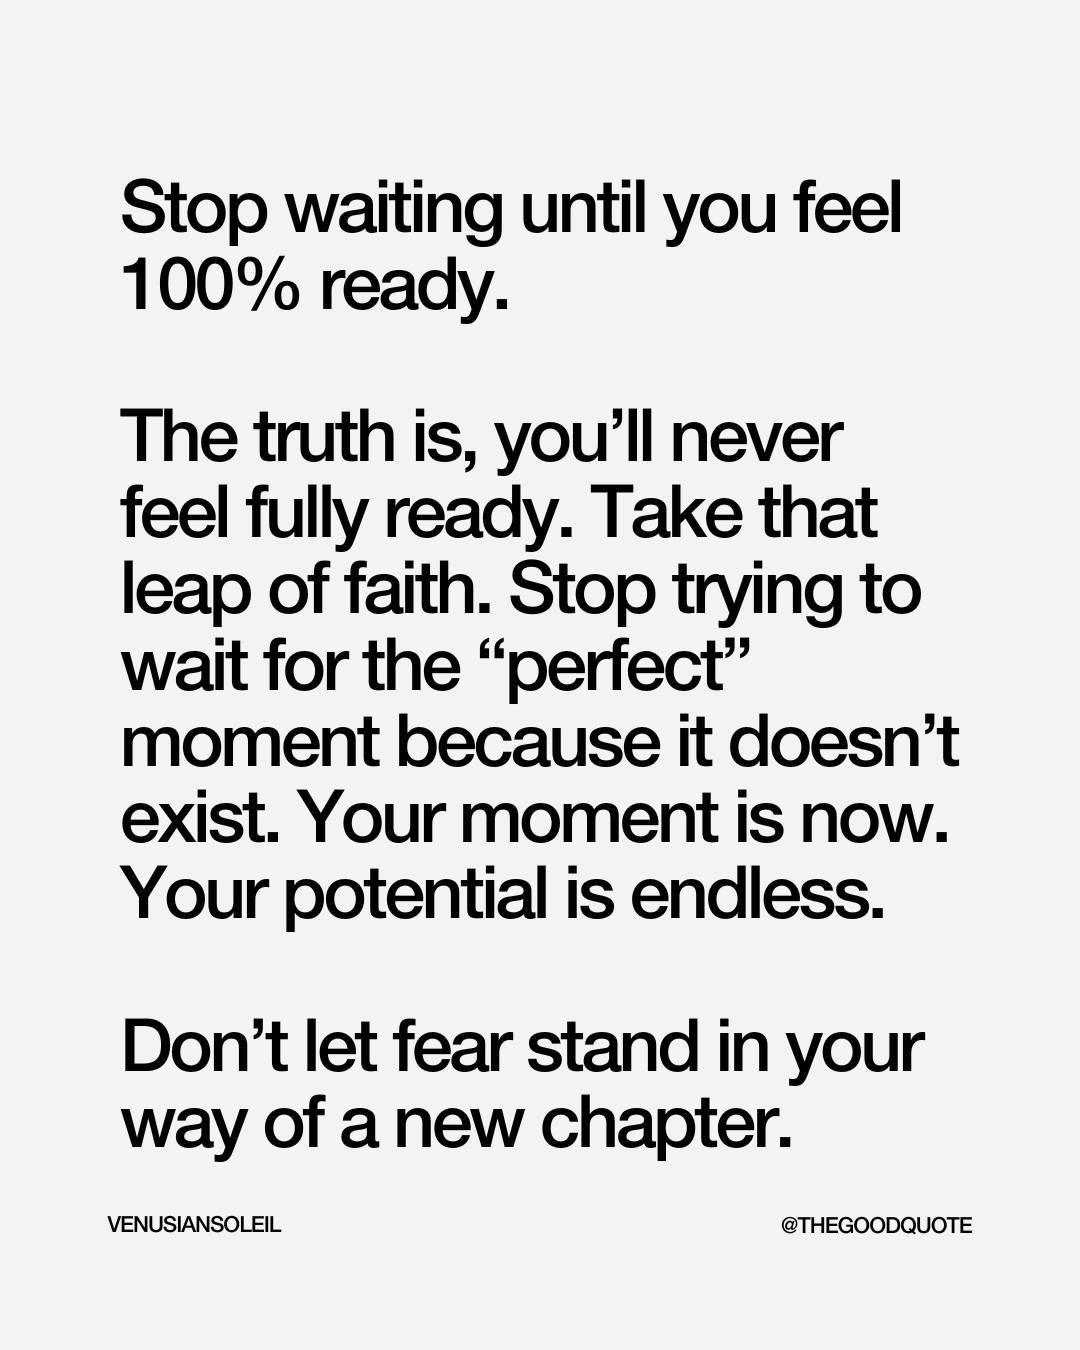 Stop waiting until you feel
100% ready.
The truth is, you’ll never
feel fully ready. Take that
leap of faith. Stop trying to
wait for the “perfect”
moment because it doesn’t
exist. Your moment is now.
Your potential is endless.
Don’t let fear stand in your
way of a new chapter.
VENUSIANSOLEIL
@THEGOODQUOTE